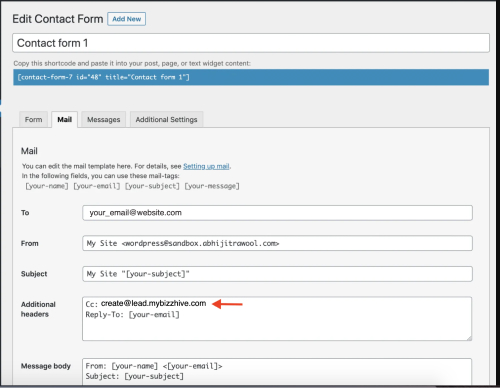 Edit Contact Form Add New
Contact form 1
Copy this shortcode and paste it into your post, page, or text widget content:
[contact-form-7 id="48" title="Contact form 1"]
Form Mail Messages Additional Settings
Mail
You can edit the mail template here. For details, see Setting up mail.
In the following fields, you can use these mail-tags:
[your-name] [your-email] [your-subject] [your-message]
To your_email@website.com
From My Site <wordpress@sandbox.abhijitrawool.com>
Subject My Site "[your-subject]"
Additional headers
Cc: create@lead.mybizzhive.com
Reply-To: [your-email]
Message body
From: [your-name] <[your-email]>
Subject: [your-subject]